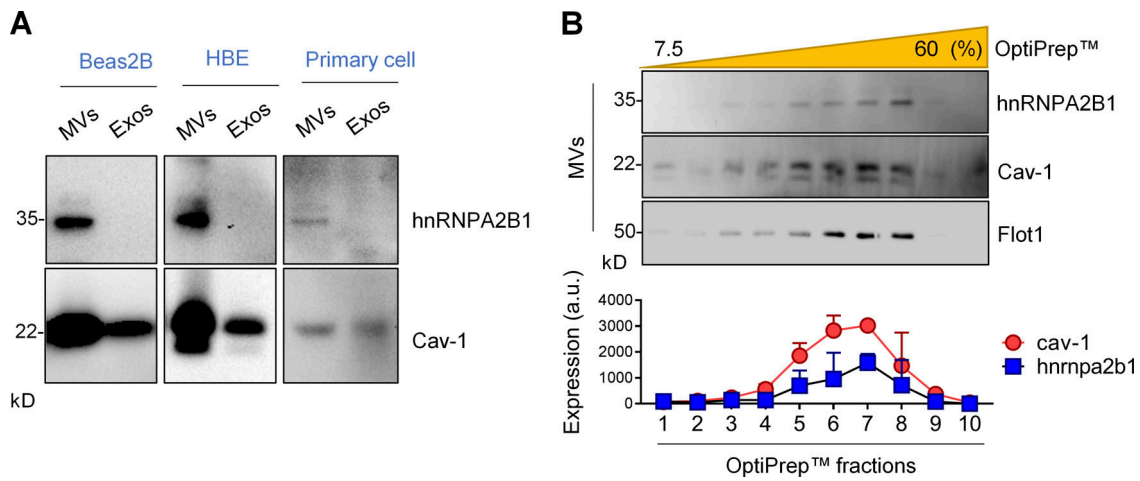 A
Beas2B
HBE
Primary cell
MVs
Exos
MVs
Exos
MVs
Exos
35-
hnRNPA2B1
22-
Cav-1
kD
B
7.5
60 (%)
OptiPrep™
MVs
35-
hnRNPA2B1
22-
Cav-1
50-
Flot1
kD
Expression (a.u.)
4000
3000
2000
1000
0
cav-1
hnrnpa2b1
1 2 3 4 5 6 7 8 9 10
OptiPrep™ fractions